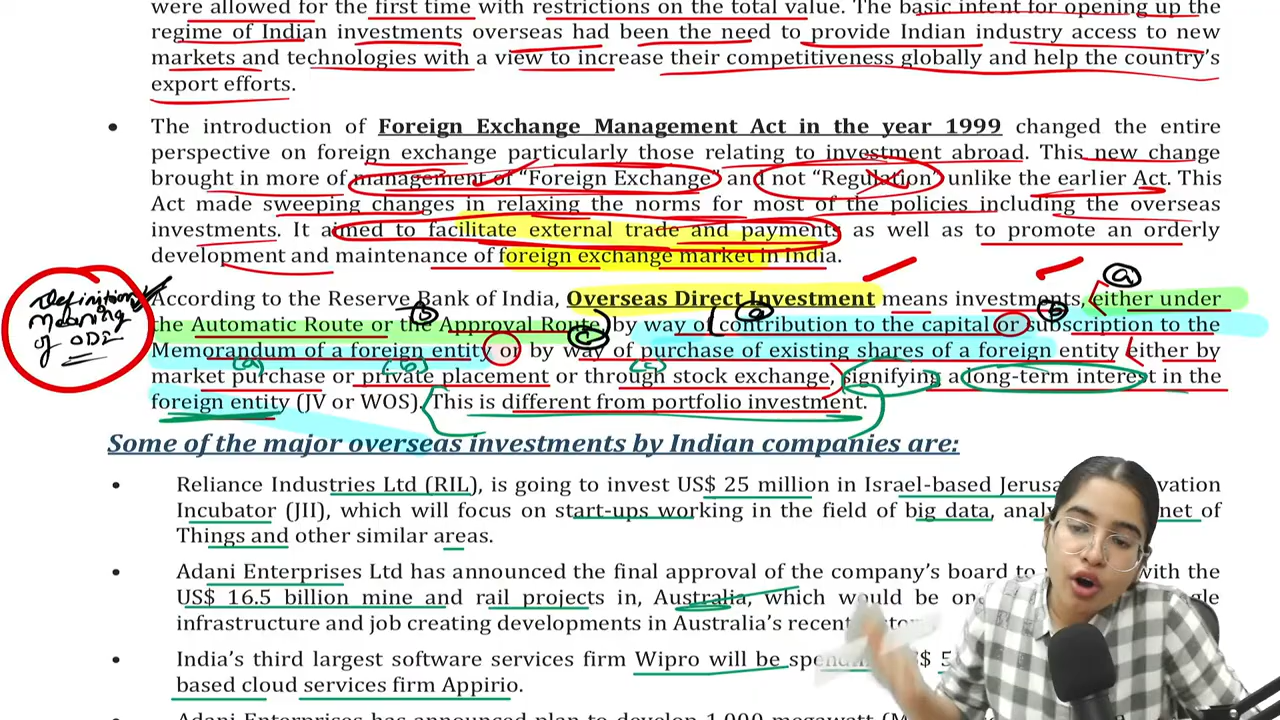 were allowed for the first time with restrictions on the total value. The basic intent for opening up the
regime of Indian investments overseas had been the need to provide Indian industry access to new
markets and technologies with a view to increase their competitiveness globally and help the country's
export efforts.
• The introduction of Foreign Exchange Management Act in the year 1999 changed the entire
perspective on foreign exchange particularly those relating to investment abroad. This new change
brought in more of management of "Foreign Exchange" and not "Regulation" unlike the earlier Act. This
Act made sweeping changes in relaxing the norms for most of the policies including the overseas
investments. It aimed to facilitate external trade and payments as well as to promote an orderly
development and maintenance of foreign exchange market in India.
(a)
Definition/
Meaning
of ODI
According to the Reserve Bank of India, Overseas Direct Investment means investments, either under
(b) (a) (b)
the Automatic Route or the Approval Route, by way of contribution to the capital or subscription to the
(c)
Memorandum of a foreign entity or by way of purchase of existing shares of a foreign entity either by
(a) (b) (c)
market purchase or private placement or through stock exchange, signifying a long-term interest in the
foreign entity (JV or WOS). This is different from portfolio investment.
Some of the major overseas investments by Indian companies are:
• Reliance Industries Ltd (RIL), is going to invest US$ 25 million in Israel-based
Incubator (JII), which will focus on start-ups working in the field of big data, of
Things and other similar areas.
• Adani Enterprises Ltd has announced the final approval of the company's board to with the
US$ 16.5 billion mine and rail projects in, Australia, which would be
infrastructure and job creating developments in Australia's recent
• India's third largest software services firm Wipro will be
based cloud services firm Appirio.
• Adani Enterprises has announced plan to develop 1,000 megawatt